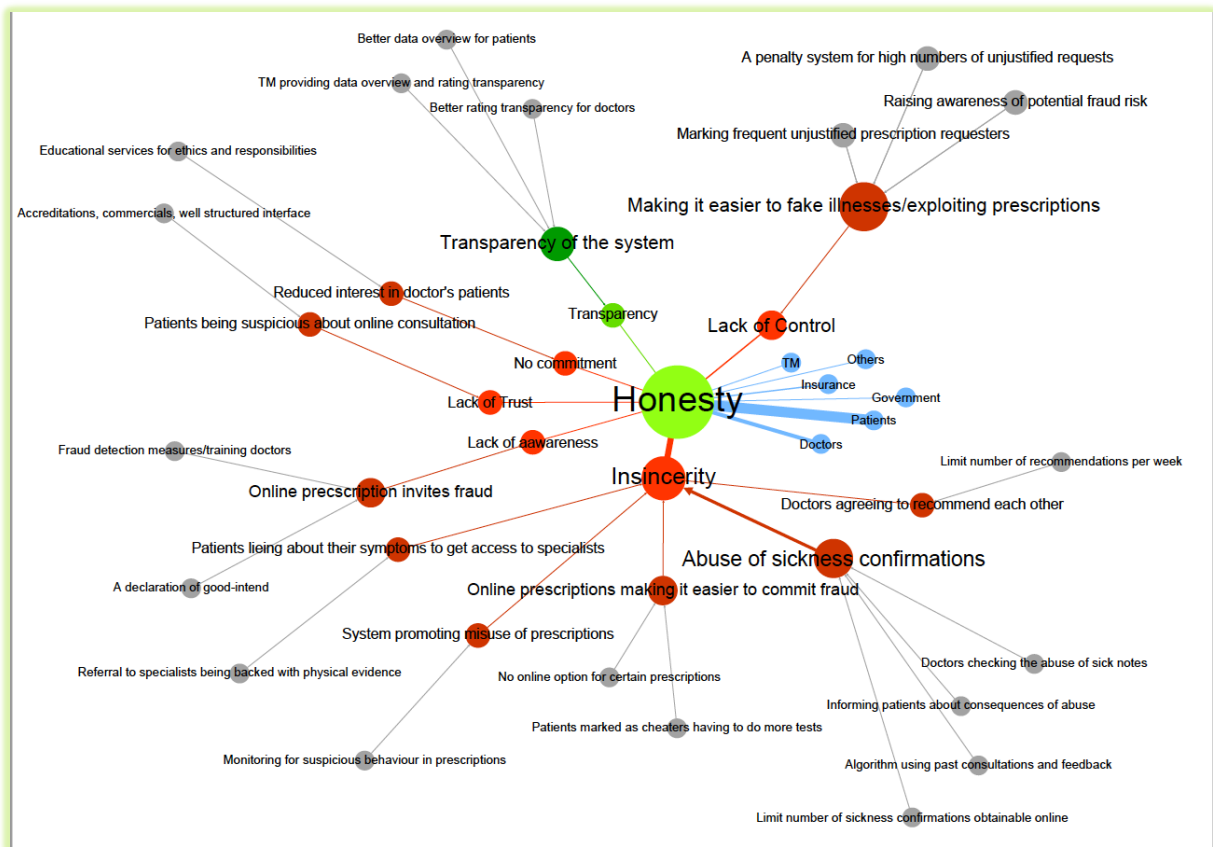 Better data overview for patients
A penalty system for high numbers of unjustified requests
TM providing data overview and rating transparency
Raising awareness of potential fraud risk
Better rating transparency for doctors
Marking frequent unjustified prescription requesters
Educational services for ethics and responsibilities
Making it easier to fake illnesses/exploiting prescriptions
Accreditations, commercials, well structured interface
Transparency of the system
Reduced interest in doctor's patients
Transparency
Patients being suspicious about online consultation
Lack of Control
No commitment
TM
Others
Insurance
Honesty
Government
Lack of Trust
Patients
Lack of aawareness
Doctors
Fraud detection measures/training doctors
Limit number of recommendations per week
Insincerity
Online precscription invites fraud
Doctors agreeing to recommend each other
Patients lieing about their symptoms to get access to specialists
Abuse of sickness confirmations
A declaration of good-intend
Online prescriptions making it easier to commit fraud
System promoting misuse of prescriptions
Doctors checking the abuse of sick notes
Referral to specialists being backed with physical evidence
No online option for certain prescriptions
Informing patients about consequences of abuse
Patients marked as cheaters having to do more tests
Monitoring for suspicious behaviour in prescriptions
Algorithm using past consultations and feedback
Limit number of sickness confirmations obtainable online